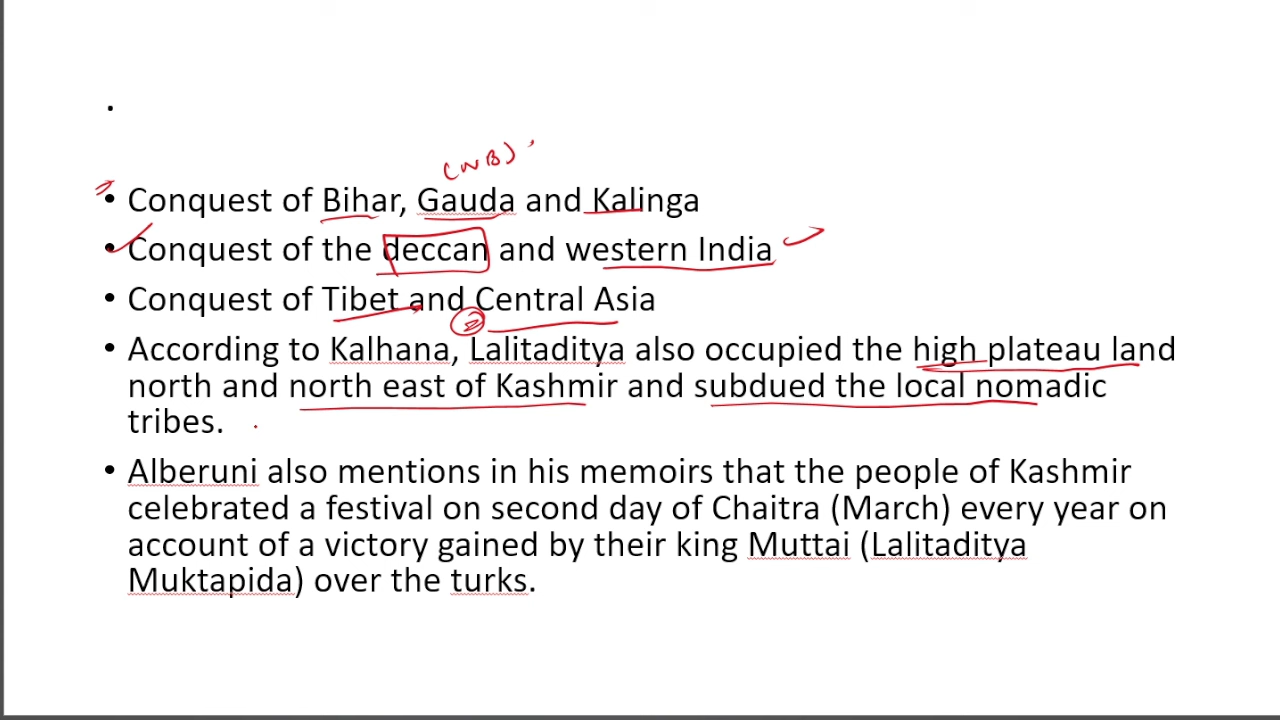 .
(WB)
• Conquest of Bihar, Gauda and Kalinga
• Conquest of the deccan and western India
• Conquest of Tibet and Central Asia
• According to Kalhana, Lalitaditya also occupied the high plateau land
north and north east of Kashmir and subdued the local nomadic
tribes.
• Alberuni also mentions in his memoirs that the people of Kashmir
celebrated a festival on second day of Chaitra (March) every year on
account of a victory gained by their king Muttai (Lalitaditya
Muktapida) over the turks.